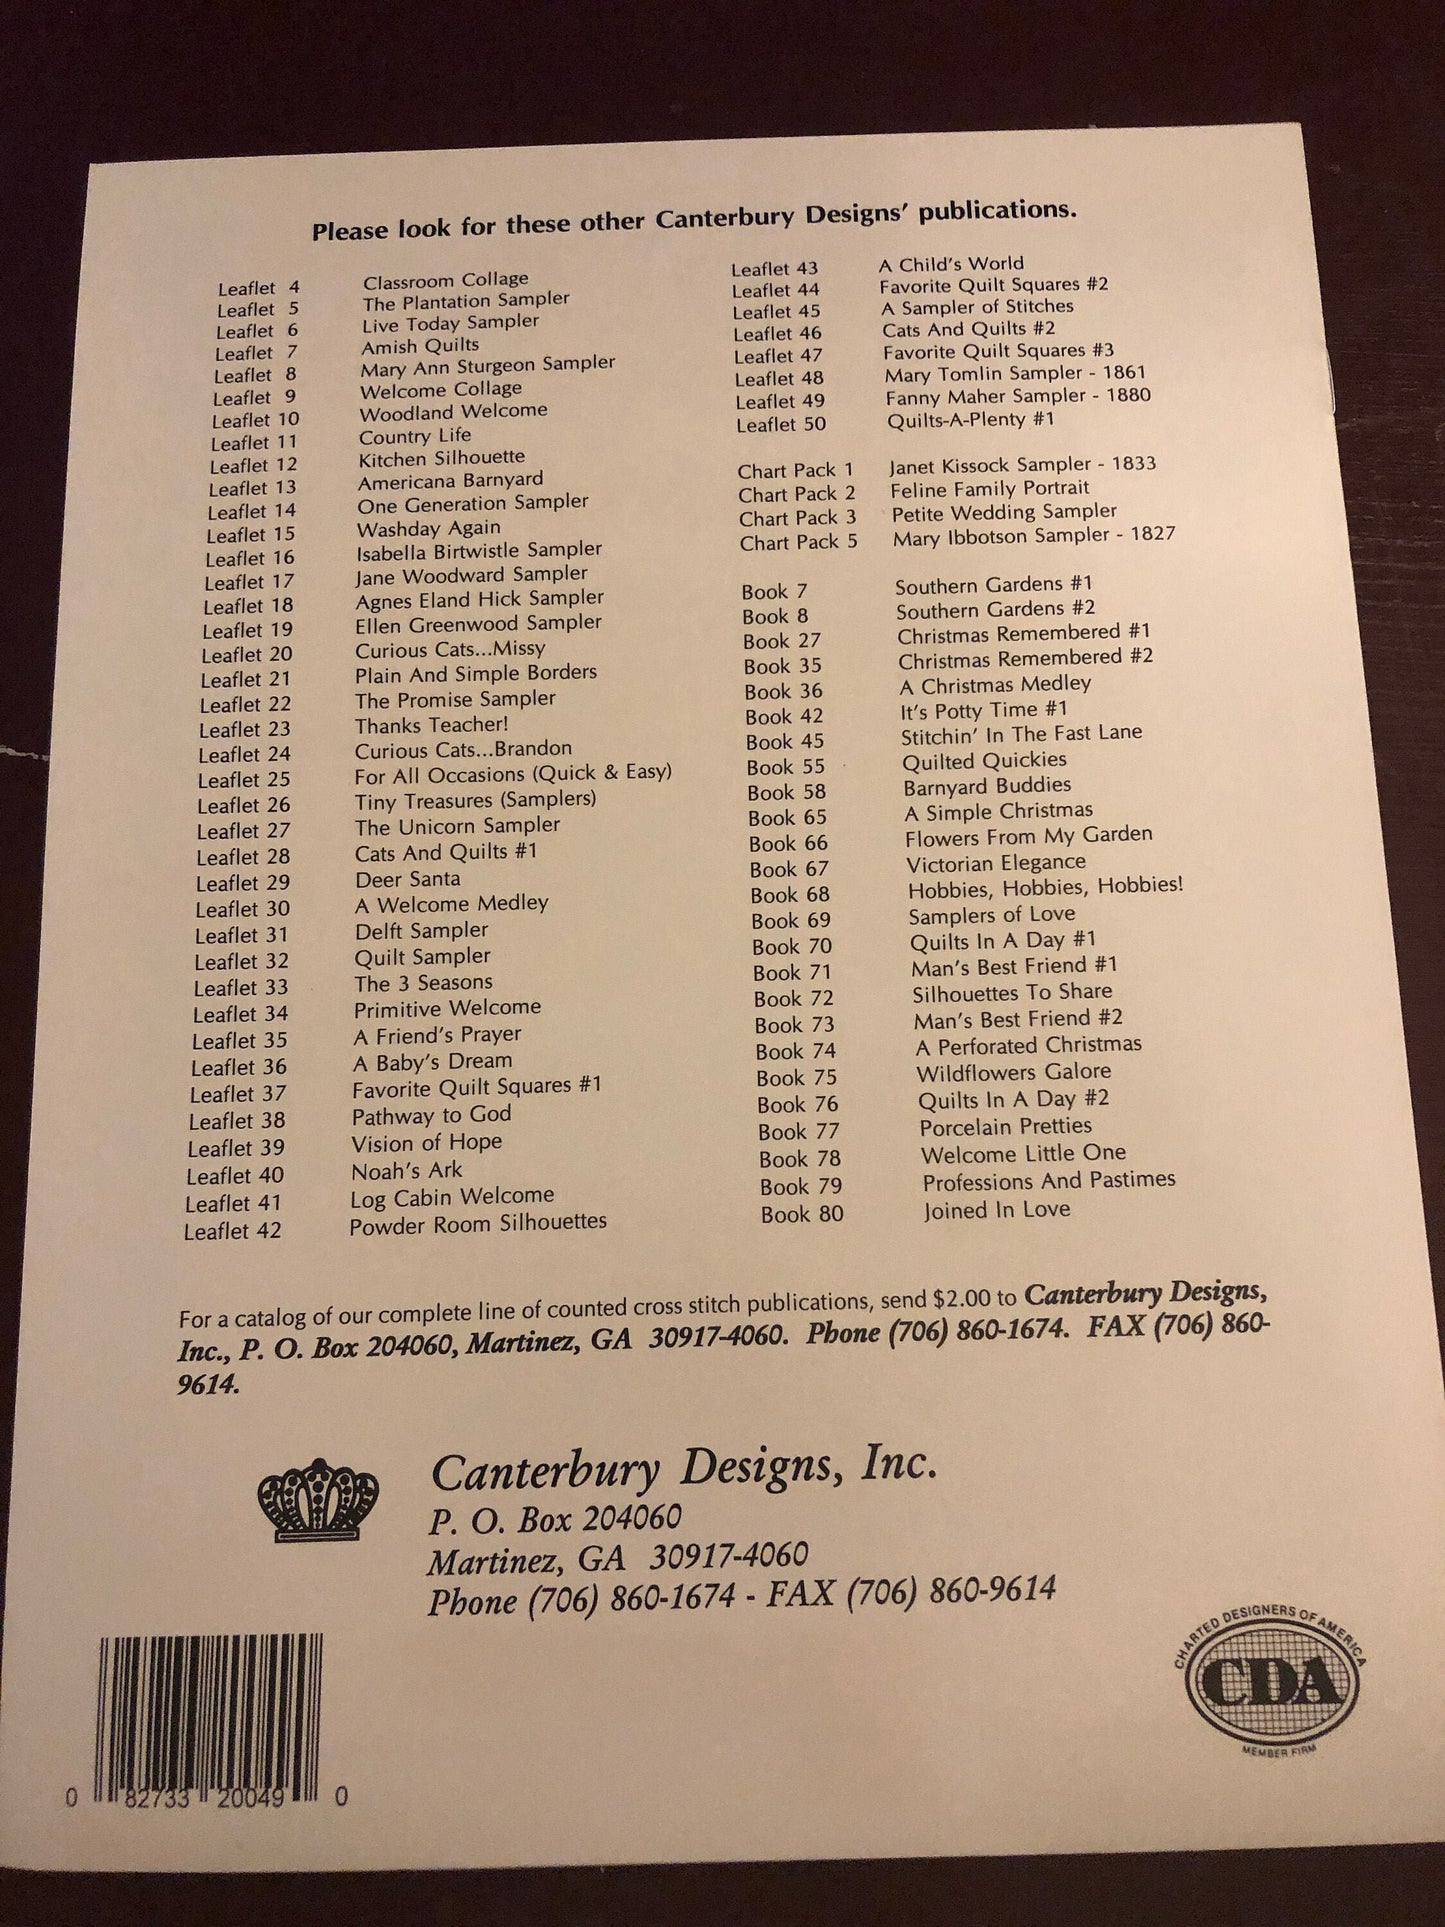 Please look for these other Canterbury Designs' publications.
Leaflet 4 Classroom Collage
Leaflet 5 The Plantation Sampler
Leaflet 6 Live Today Sampler
Leaflet 7 Amish Quilts
Leaflet 8 Mary Ann Sturgeon Sampler
Leaflet 9 Welcome Collage
Leaflet 10 Woodland Welcome
Leaflet 11 Country Life
Leaflet 12 Kitchen Silhouette
Leaflet 13 Americana Barnyard
Leaflet 14 One Generation Sampler
Leaflet 15 Washday Again
Leaflet 16 Isabella Birtwistle Sampler
Leaflet 17 Jane Woodward Sampler
Leaflet 18 Agnes Eland Hick Sampler
Leaflet 19 Ellen Greenwood Sampler
Leaflet 20 Curious Cats...Missy
Leaflet 21 Plain And Simple Borders
Leaflet 22 The Promise Sampler
Leaflet 23 Thanks Teacher!
Leaflet 24 Curious Cats...Brandon
Leaflet 25 For All Occasions (Quick & Easy)
Leaflet 26 Tiny Treasures (Samplers)
Leaflet 27 The Unicorn Sampler
Leaflet 28 Cats And Quilts #1
Leaflet 29 Deer Santa
Leaflet 30 A Welcome Medley
Leaflet 31 Delft Sampler
Leaflet 32 Quilt Sampler
Leaflet 33 The 3 Seasons
Leaflet 34 Primitive Welcome
Leaflet 35 A Friend's Prayer
Leaflet 36 A Baby's Dream
Leaflet 37 Favorite Quilt Squares #1
Leaflet 38 Pathway to God
Leaflet 39 Vision of Hope
Leaflet 40 Noah's Ark
Leaflet 41 Log Cabin Welcome
Leaflet 42 Powder Room Silhouettes
Leaflet 43 A Child's World
Leaflet 44 Favorite Quilt Squares #2
Leaflet 45 A Sampler of Stitches
Leaflet 46 Cats And Quilts #2
Leaflet 47 Favorite Quilt Squares #3
Leaflet 48 Mary Tomlin Sampler - 1861
Leaflet 49 Fanny Maher Sampler - 1880
Leaflet 50 Quilts-A-Plenty #1
Chart Pack 1 Janet Kissock Sampler - 1833
Chart Pack 2 Feline Family Portrait
Chart Pack 3 Petite Wedding Sampler
Chart Pack 5 Mary Ibbotson Sampler - 1827
Book 7 Southern Gardens #1
Book 8 Southern Gardens #2
Book 27 Christmas Remembered #1
Book 35 Christmas Remembered #2
Book 36 A Christmas Medley
Book 42 It's Potty Time #1
Book 45 Stitchin' In The Fast Lane
Book 55 Quilted Quickies
Book 58 Barnyard Buddies
Book 65 A Simple Christmas
Book 66 Flowers From My Garden
Book 67 Victorian Elegance
Book 68 Hobbies, Hobbies, Hobbies!
Book 69 Samplers of Love
Book 70 Quilts In A Day #1
Book 71 Man's Best Friend #1
Book 72 Silhouettes To Share
Book 73 Man's Best Friend #2
Book 74 A Perforated Christmas
Book 75 Wildflowers Galore
Book 76 Quilts In A Day #2
Book 77 Porcelain Pretties
Book 78 Welcome Little One
Book 79 Professions And Pastimes
Book 80 Joined In Love
For a catalog of our complete line of counted cross stitch publications, send $2.00 to Canterbury Designs,
Inc., P. O. Box 204060, Martinez, GA 30917-4060. Phone (706) 860-1674. FAX (706) 860-
9614.
Canterbury Designs, Inc.
P. O. Box 204060
Martinez, GA 30917-4060
Phone (706) 860-1674 - FAX (706) 860-9614
CHARTED DESIGNERS OF AMERICA
CDA
MEMBER FIRM
0 82733 20049 0